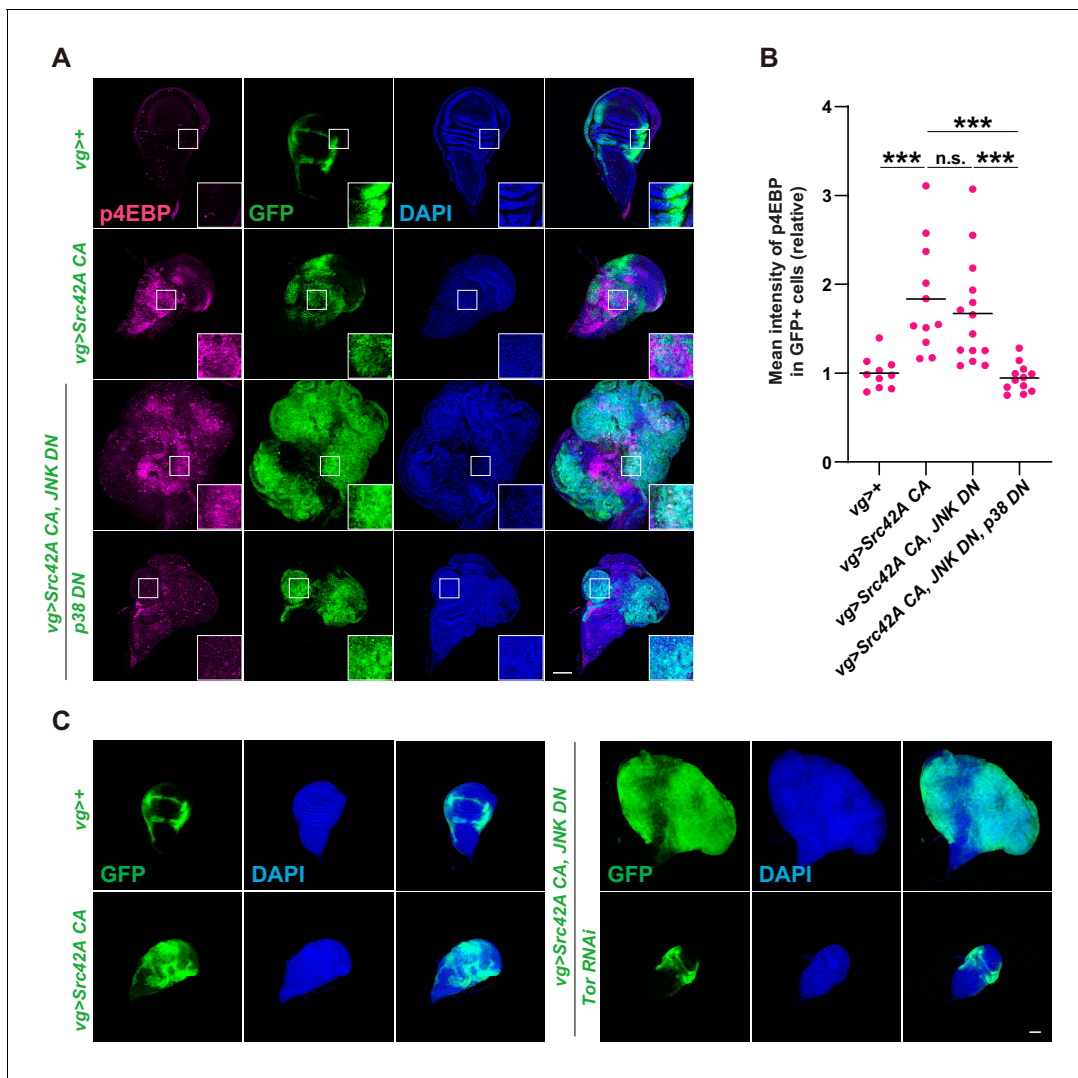 A
vg>+
p4EBP
GFP
DAPI
vg>Src42A CA
vg>Src42A CA, JNK DN
p38 DN
B
Mean intensity of p4EBP
in GFP+ cells (relative)
4
3
2
1
0
***
*** n.s. ***
vg>+
vg>Src42A CA
vg>Src42A CA, JNK DN
vg>Src42A CA, JNK DN, p38 DN
C
vg>+
GFP
DAPI
vg>Src42A CA
vg>Src42A CA, JNK DN
GFP
DAPI
Tor RNAi